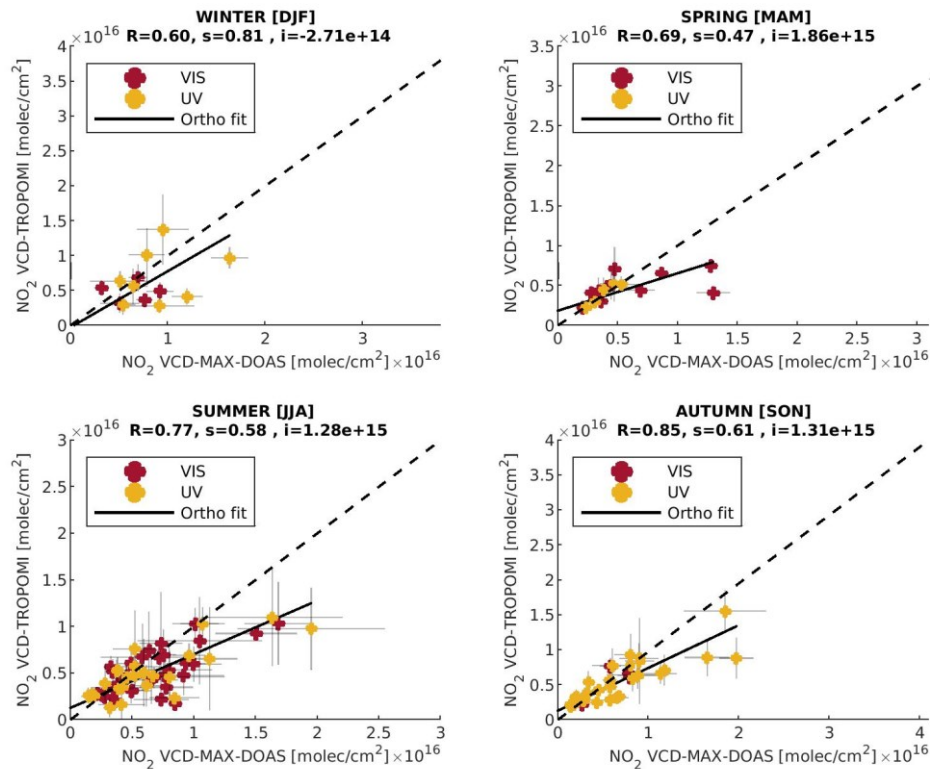 WINTER [DJF]
R=0.60, s=0.81 , i=-2.71e+14
×10^16
4
3.5
3
2.5
2
1.5
1
0.5
0
NO2 VCD-TROPOMI [molec/cm2]
VIS
UV
Ortho fit
0 1 2 3
NO2 VCD-MAX-DOAS [molec/cm2] ×10^16
SPRING [MAM]
R=0.69, s=0.47 , i=1.86e+15
×10^16
3.5
3
2.5
2
1.5
1
0.5
0
NO2 VCD-TROPOMI [molec/cm2]
VIS
UV
Ortho fit
0 0.5 1 1.5 2 2.5 3
NO2 VCD-MAX-DOAS [molec/cm2] ×10^16
SUMMER [JJA]
R=0.77, s=0.58 , i=1.28e+15
×10^16
3
2.5
2
1.5
1
0.5
0
NO2 VCD-TROPOMI [molec/cm2]
VIS
UV
Ortho fit
0 0.5 1 1.5 2 2.5 3
NO2 VCD-MAX-DOAS [molec/cm2] ×10^16
AUTUMN [SON]
R=0.85, s=0.61 , i=1.31e+15
×10^16
4
3.5
3
2.5
2
1.5
1
0.5
0
NO2 VCD-TROPOMI [molec/cm2]
VIS
UV
Ortho fit
0 1 2 3 4
NO2 VCD-MAX-DOAS [molec/cm2] ×10^16